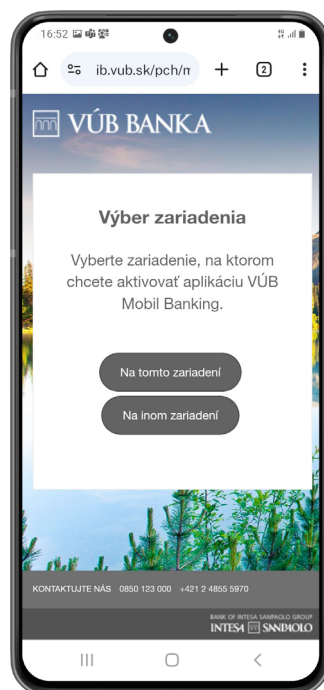 16:52
ib.vub.sk/pch/m
2
VÚB BANKA
Výber zariadenia
Vyberte zariadenie, na ktorom
chcete aktivovať aplikáciu VÚB
Mobil Banking.
Na tomto zariadení
Na inom zariadení
KONTAKTUJTE NÁS 0850 123 000 +421 2 4855 5970
BANK OF INTESA SANPAOLO GROUP
INTESA SANPAOLO